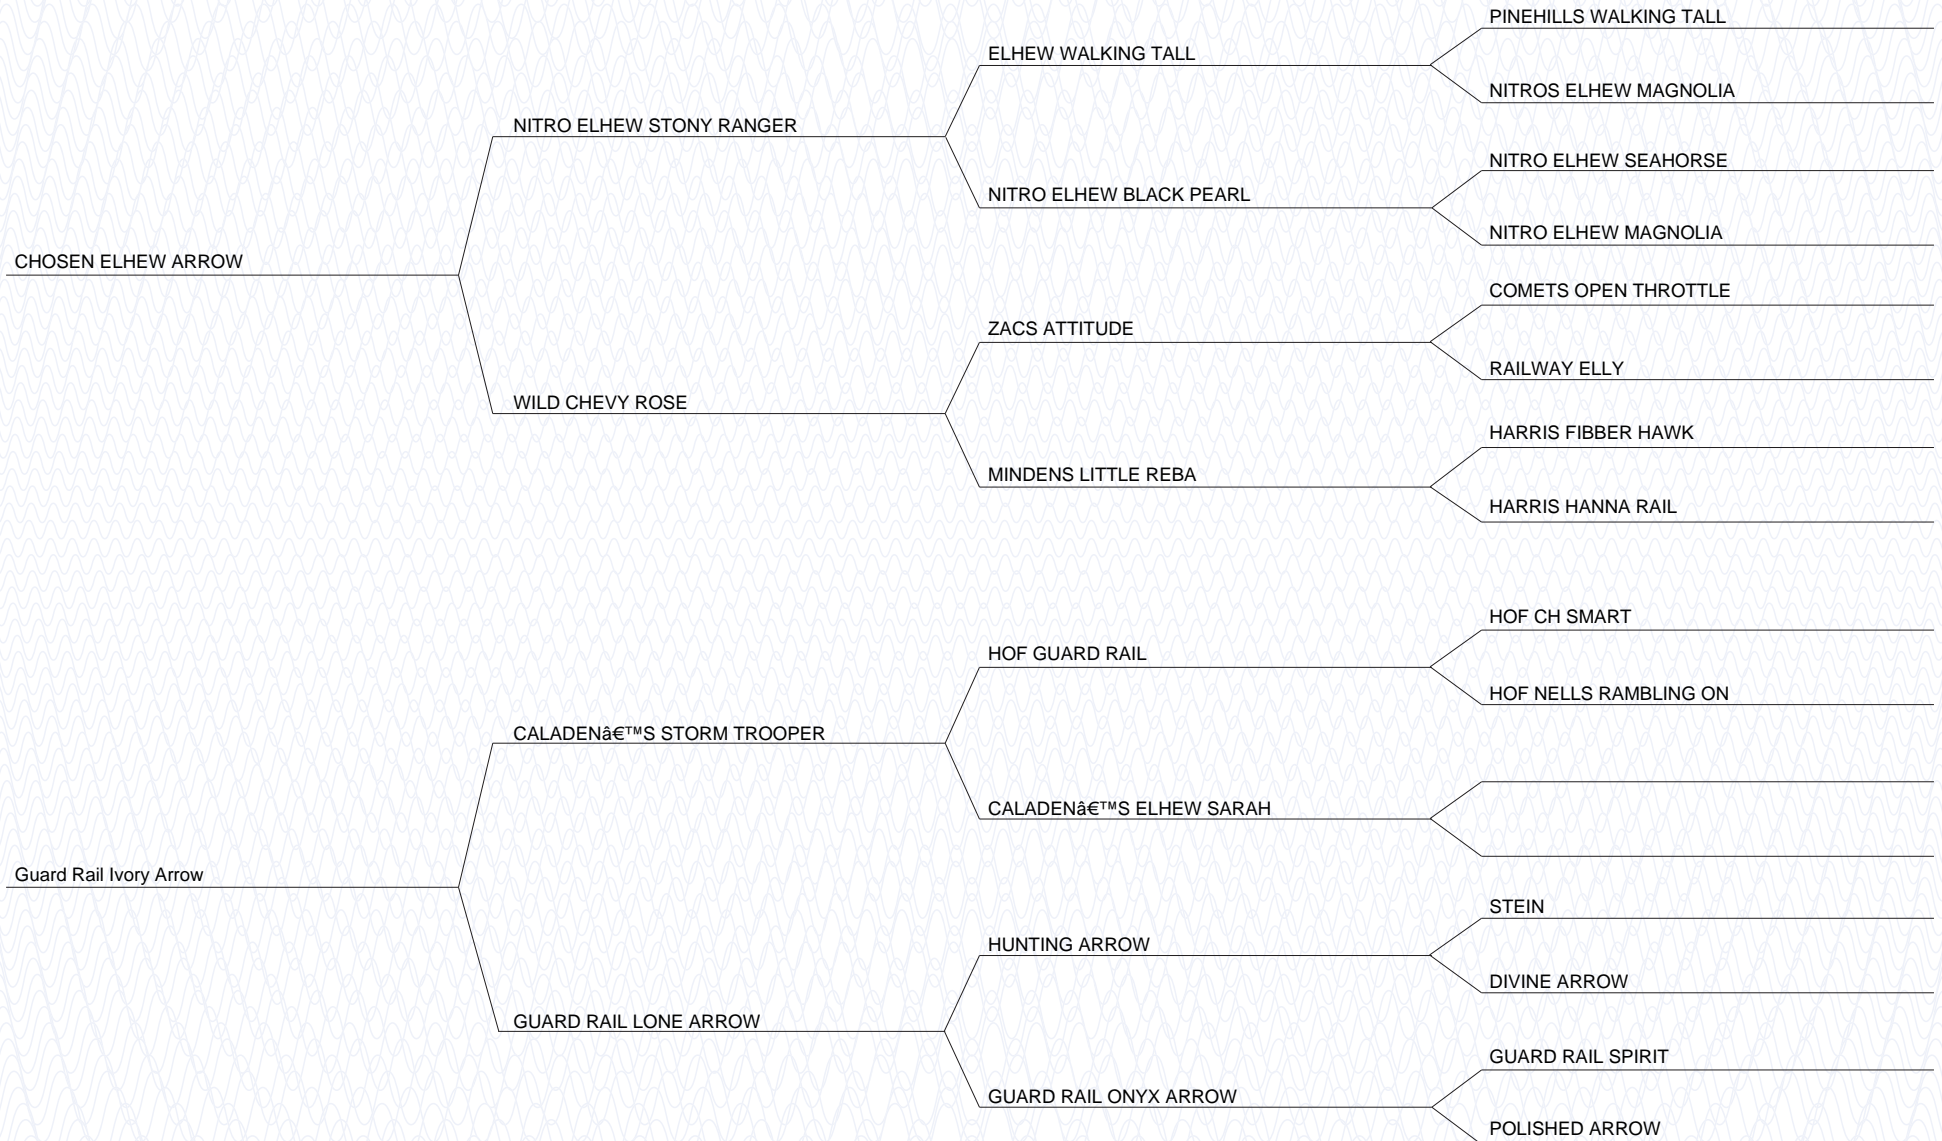 PINEHILLS WALKING TALL
ELHEW WALKING TALL
NITROS ELHEW MAGNOLIA
NITRO ELHEW STONY RANGER
NITRO ELHEW SEAHORSE
NITRO ELHEW BLACK PEARL
NITRO ELHEW MAGNOLIA
CHOSEN ELHEW ARROW
COMETS OPEN THROTTLE
ZACS ATTITUDE
RAILWAY ELLY
WILD CHEVY ROSE
HARRIS FIBBER HAWK
MINDENS LITTLE REBA
HARRIS HANNA RAIL
HOF CH SMART
HOF GUARD RAIL
HOF NELLS RAMBLING ON
CALADENâ€™S STORM TROOPER
CALADENâ€™S ELHEW SARAH
Guard Rail Ivory Arrow
STEIN
HUNTING ARROW
DIVINE ARROW
GUARD RAIL LONE ARROW
GUARD RAIL SPIRIT
GUARD RAIL ONYX ARROW
POLISHED ARROW